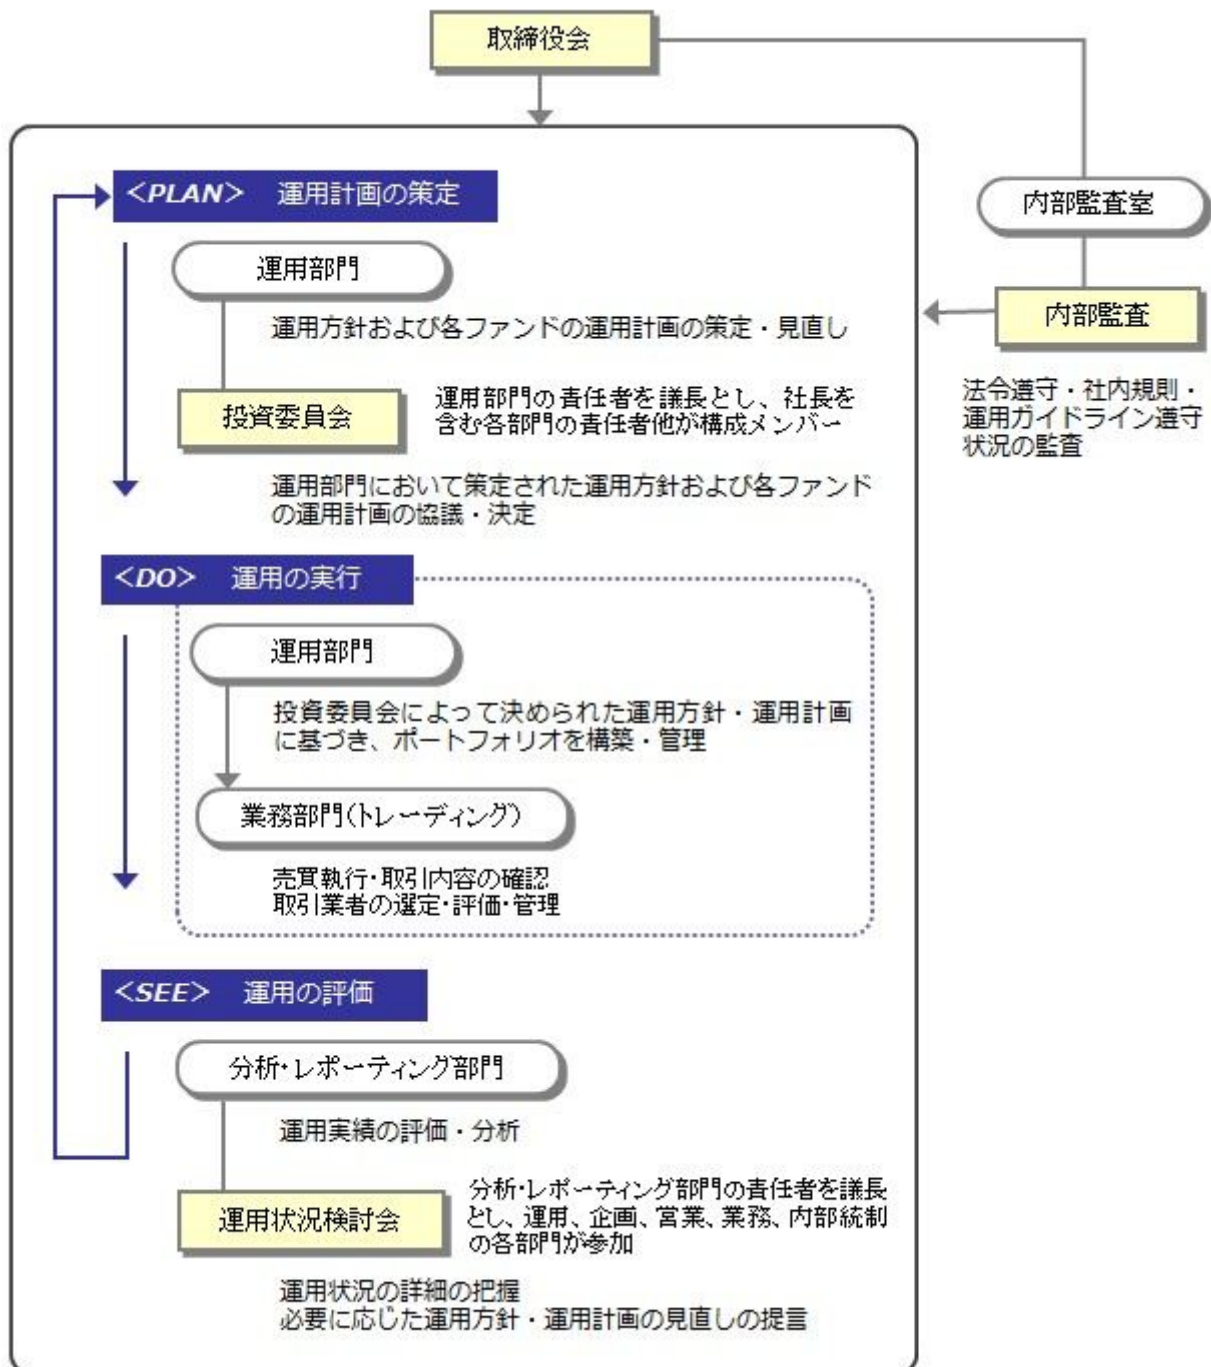 取締役会
<PLAN> 運用計画の策定
運用部門
運用方針および各ファンドの運用計画の策定・見直し
投資委員会
運用部門の責任者を議長とし、社長を
含む各部門の責任者他が構成メンバー
運用部門において策定された運用方針および各ファンド
の運用計画の協議・決定
<DO> 運用の実行
運用部門
投資委員会によって決められた運用方針・運用計画
に基づき、ポートフォリオを構築・管理
業務部門(トレーディング)
売買執行・取引内容の確認
取引業者の選定・評価・管理
<SEE> 運用の評価
分析・レポーティング部門
運用実績の評価・分析
運用状況検討会
分析・レポーティング部門の責任者を議長
とし、運用、企画、営業、業務、内部統制
の各部門が参加
運用状況の詳細の把握
必要に応じた運用方針・運用計画の見直しの提言
内部監査室
内部監査
法令遵守・社内規則・
運用ガイドライン遵守
状況の監査